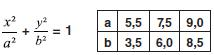 x²/a² + y²/b² = 1
a 5,5 7,5 9,0
b 3,5 6,0 8,5